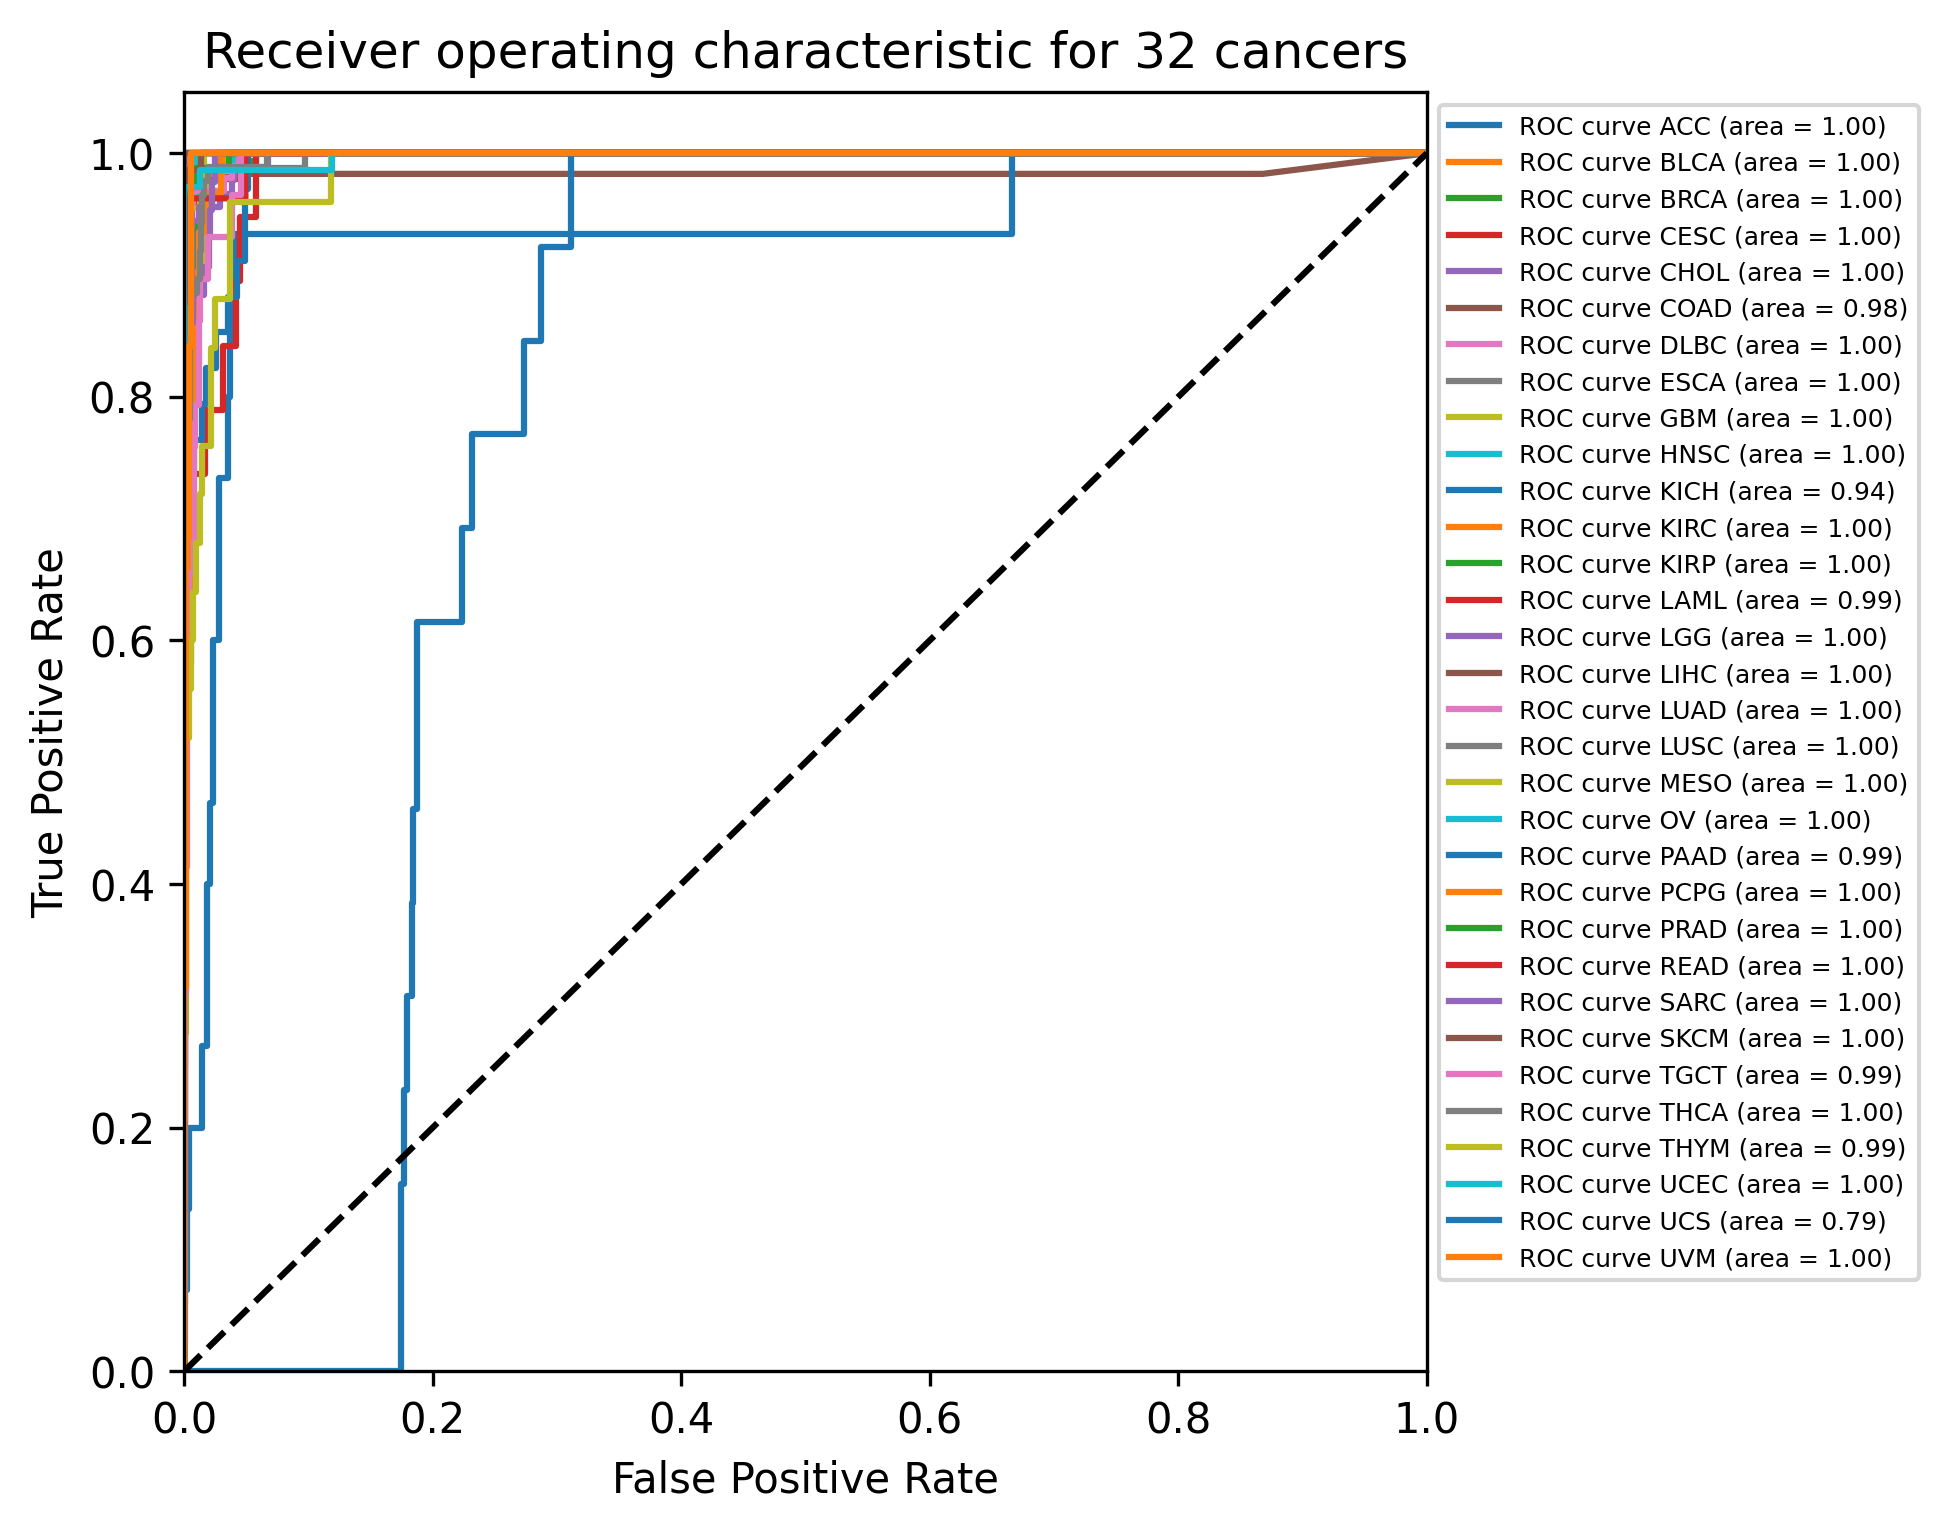 Receiver operating characteristic for 32 cancers
True Positive Rate
1.0
0.8
0.6
0.4
0.2
0.0
0.0 0.2 0.4 0.6 0.8 1.0
False Positive Rate
ROC curve ACC (area = 1.00)
ROC curve BLCA (area = 1.00)
ROC curve BRCA (area = 1.00)
ROC curve CESC (area = 1.00)
ROC curve CHOL (area = 1.00)
ROC curve COAD (area = 0.98)
ROC curve DLBC (area = 1.00)
ROC curve ESCA (area = 1.00)
ROC curve GBM (area = 1.00)
ROC curve HNSC (area = 1.00)
ROC curve KICH (area = 0.94)
ROC curve KIRC (area = 1.00)
ROC curve KIRP (area = 1.00)
ROC curve LAML (area = 0.99)
ROC curve LGG (area = 1.00)
ROC curve LIHC (area = 1.00)
ROC curve LUAD (area = 1.00)
ROC curve LUSC (area = 1.00)
ROC curve MESO (area = 1.00)
ROC curve OV (area = 1.00)
ROC curve PAAD (area = 0.99)
ROC curve PCPG (area = 1.00)
ROC curve PRAD (area = 1.00)
ROC curve READ (area = 1.00)
ROC curve SARC (area = 1.00)
ROC curve SKCM (area = 1.00)
ROC curve TGCT (area = 0.99)
ROC curve THCA (area = 1.00)
ROC curve THYM (area = 0.99)
ROC curve UCEC (area = 1.00)
ROC curve UCS (area = 0.79)
ROC curve UVM (area = 1.00)